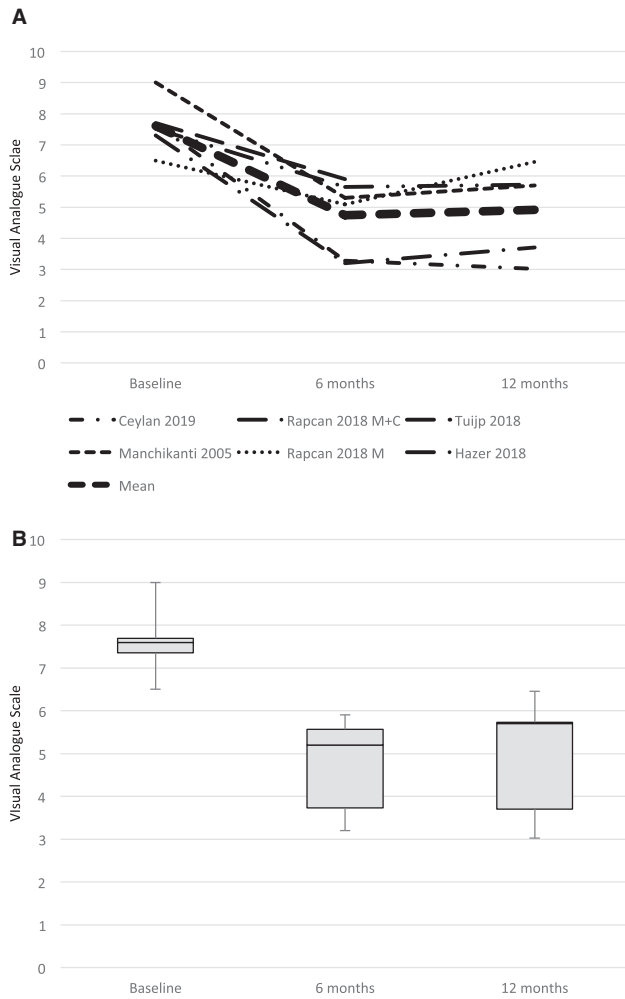 A
10
9
8
7
6
5
4
3
2
1
0
Visual Analogue Sclae
Baseline 6 months 12 months
Ceylan 2019 Rapcan 2018 M+C Tuijp 2018
Manchikanti 2005 Rapcan 2018 M Hazer 2018
Mean
B
10
9
8
7
6
5
4
3
2
1
0
VIsual Analogue Scale
Baseline 6 months 12 months